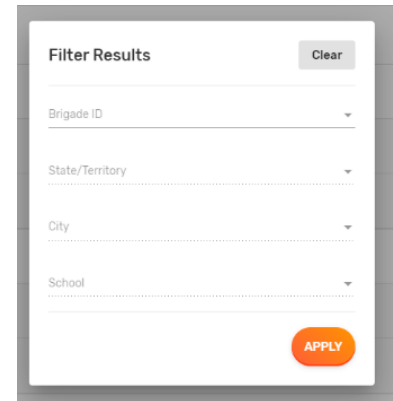 Filter Results
Clear
Brigade ID
State/Territory
City
School
APPLY